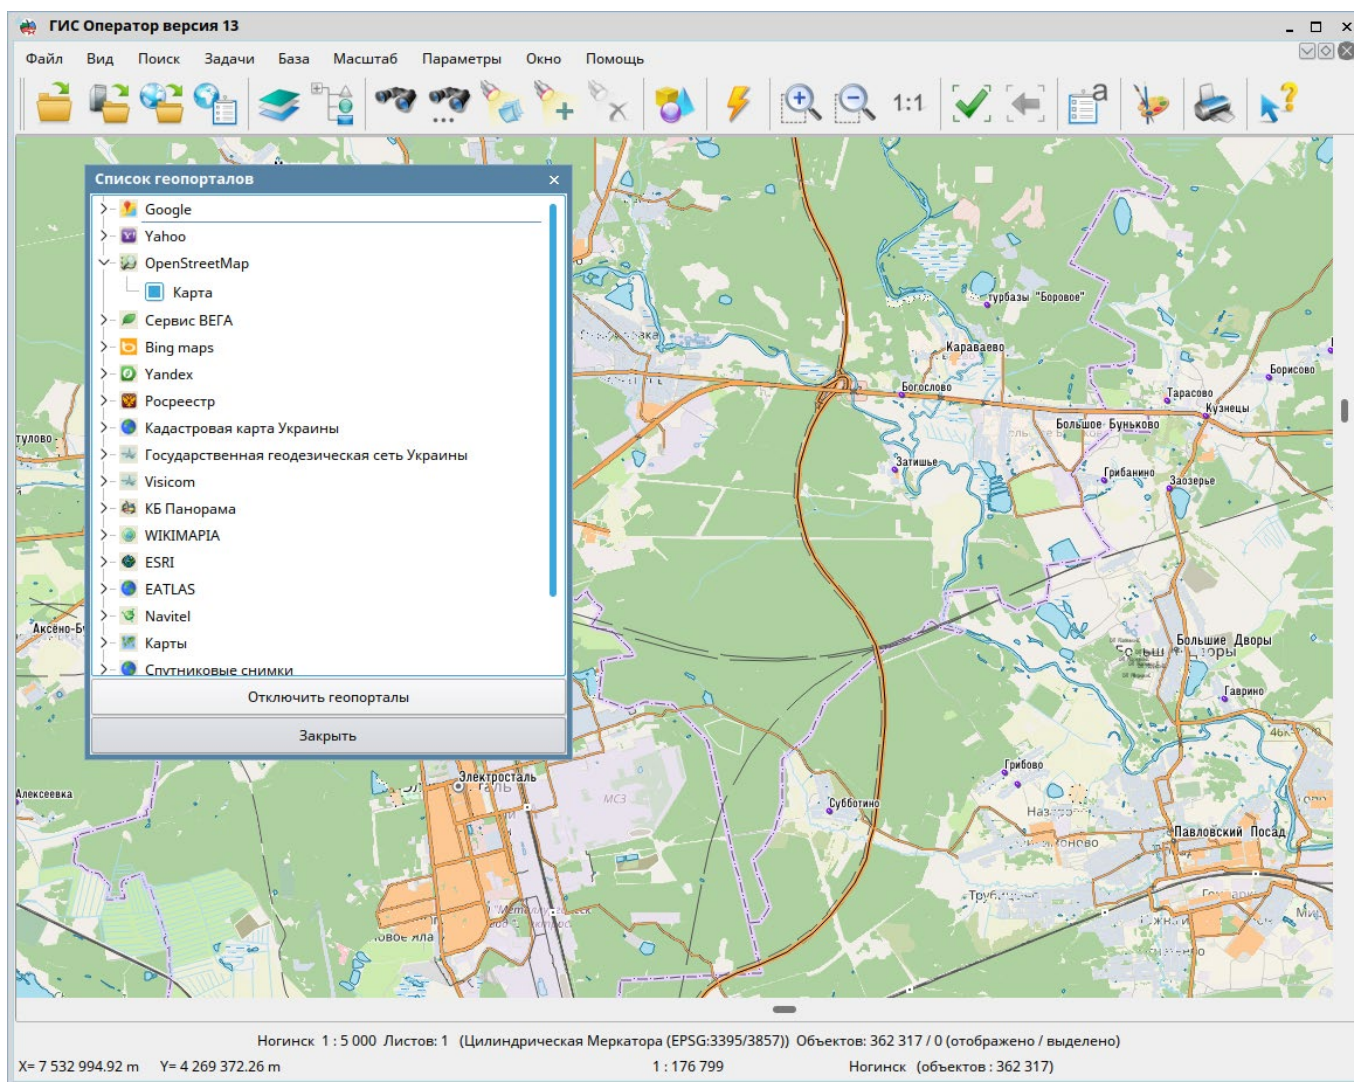 ГИС Оператор версия 13
Файл Вид Поиск Задачи База Масштаб Параметры Окно Помощь
1:1
a
?
Список геопорталов
Google
Yahoo
OpenStreetMap
Карта
Сервис ВЕГА
Bing maps
Yandex
Росреестр
Кадастровая карта Украины
Государственная геодезическая сеть Украины
Visicom
КБ Панорама
WIKIMAPIA
ESRI
EATLAS
Navitel
Карты
Спутниковые снимки
Отключить геопорталы
Закрыть
турбазы "Боровое"
Караваево
Борисово
Богослово
Тарасово
Кузнецы
Большое Буньково
тулово
Затишье
Грибанино
Заозерье
Аксёно-Б
Большие Дворы
Гаврино
Грибово
Электросталь
МСЗ
Алексеевка
Субботино
Павловский Посад
Ногинск 1 : 5 000 Листов: 1 (Цилиндрическая Меркатора (EPSG:3395/3857)) Объектов: 362 317 / 0 (отображено / выделено)
X= 7 532 994.92 m Y= 4 269 372.26 m 1 : 176 799 Ногинск (объектов : 362 317)